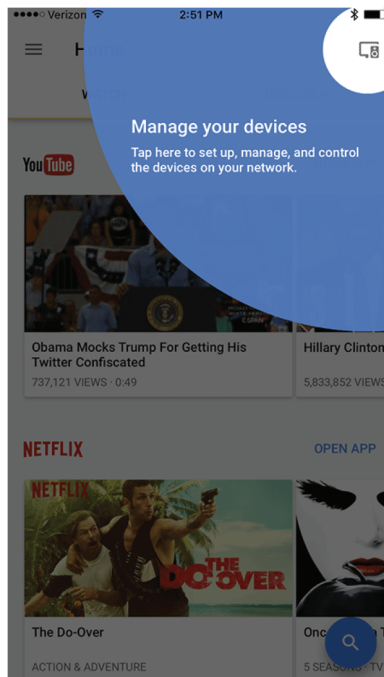 Verizon 2:51 PM
Manage your devices
Tap here to set up, manage, and control
the devices on your network.
YouTube
Obama Mocks Trump For Getting His
Twitter Confiscated
737,121 VIEWS · 0:49
Hillary Clinton
5,833,852 VIEWS
NETFLIX
OPEN APP
NETFLIX
THE
DO-OVER
The Do-Over
ACTION & ADVENTURE
5 SEASONS · TV